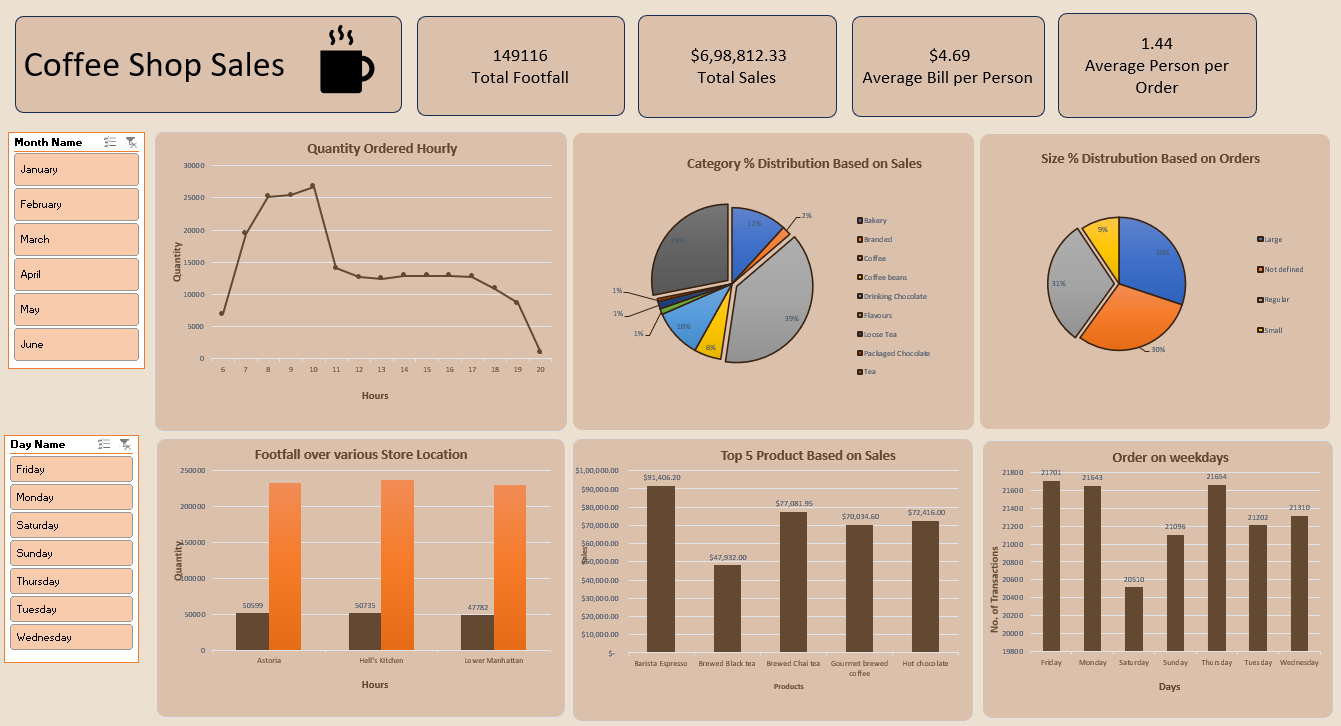 Coffee Shop Sales
149116
Total Footfall
$6,98,812.33
Total Sales
$4.69
Average Bill per Person
1.44
Average Person per
Order
Month Name
January
February
March
April
May
June
Quantity Ordered Hourly
30000
25000
20000
15000
10000
5000
0
Quantity
6 7 8 9 10 11 12 13 14 15 16 17 18 19 20
Hours
Category % Distribution Based on Sales
12%
2%
39%
6%
10%
1%
1%
1%
28%
Bakery
Branded
Coffee
Coffee beans
Drinking Chocolate
Flavours
Loose Tea
Packaged Chocolate
Tea
Size % Distrubution Based on Orders
30%
30%
31%
9%
Large
Not defined
Regular
Small
Day Name
Friday
Monday
Saturday
Sunday
Thursday
Tuesday
Wednesday
Footfall over various Store Location
250000
200000
150000
100000
50000
0
Quantity
50599
50735
47782
Astoria
Hell's Kitchen
Lower Manhattan
Hours
Top 5 Product Based on Sales
$1,00,000.00
$90,000.00
$80,000.00
$70,000.00
$60,000.00
$50,000.00
$40,000.00
$30,000.00
$20,000.00
$10,000.00
$-
Sales
$91,406.20
$47,932.00
$77,081.95
$70,034.60
$72,416.00
Barista Espresso
Brewed Black tea
Brewed Chai tea
Gourmet brewed
coffee
Hot chocolate
Products
Order on weekdays
21800
21600
21400
21200
21000
20800
20600
20400
20200
20000
19800
No. of Transactions
21701
21643
20510
21096
21654
21202
21310
Friday
Monday
Saturday
Sunday
Thursday
Tuesday
Wednesday
Days